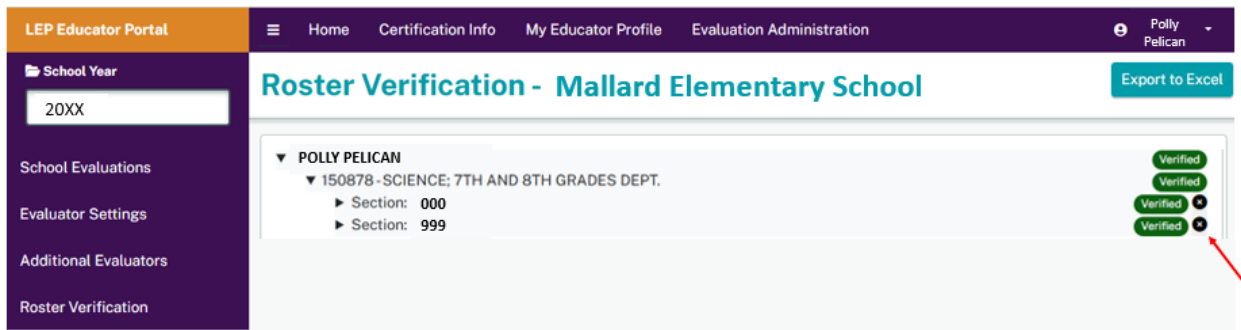 LEP Educator Portal
Home Certification Info My Educator Profile Evaluation Administration
Polly
Pelican
School Year
20XX
Roster Verification - Mallard Elementary School
Export to Excel
School Evaluations
Evaluator Settings
Additional Evaluators
Roster Verification
POLLY PELICAN Verified
150878 - SCIENCE; 7TH AND 8TH GRADES DEPT. Verified
Section: 000 Verified
Section: 999 Verified